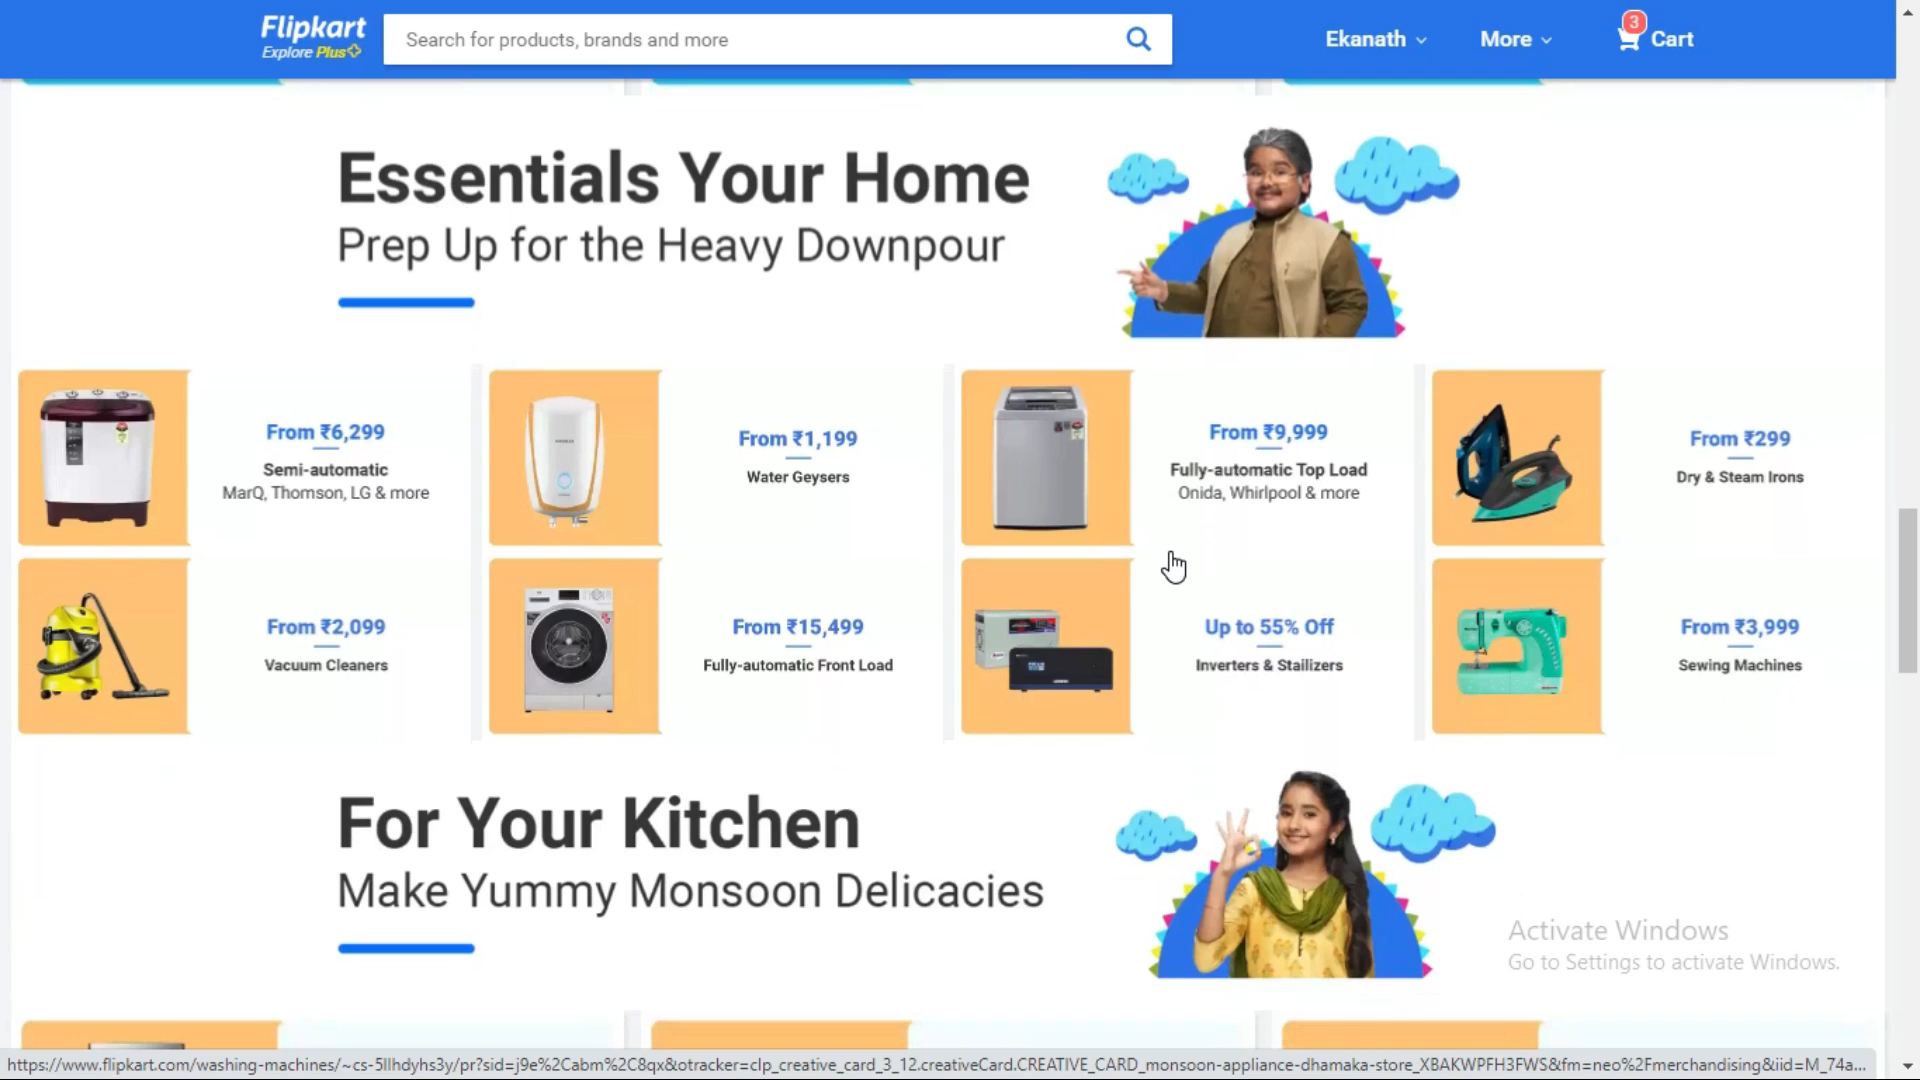 Flipkart
Explore Plus
Search for products, brands and more
Ekanath
More
3
Cart
Essentials Your Home
Prep Up for the Heavy Downpour
From ₹6,299
Semi-automatic
MarQ, Thomson, LG & more
From ₹1,199
Water Geysers
From ₹9,999
Fully-automatic Top Load
Onida, Whirlpool & more
From ₹299
Dry & Steam Irons
From ₹2,099
Vacuum Cleaners
From ₹15,499
Fully-automatic Front Load
Up to 55% Off
Inverters & Stailizers
From ₹3,999
Sewing Machines
For Your Kitchen
Make Yummy Monsoon Delicacies
Activate Windows
Go to Settings to activate Windows.
https://www.flipkart.com/washing-machines/~cs-5llhdyhs3y/pr?sid=j9e%2Cabm%2C8qx&otracker=clp_creative_card_3_12.creativeCard.CREATIVE_CARD_monsoon-appliance-dhamaka-store_XBAKWPFH3FWS&fm=neo%2Fmerchandising&iid=M_74a...